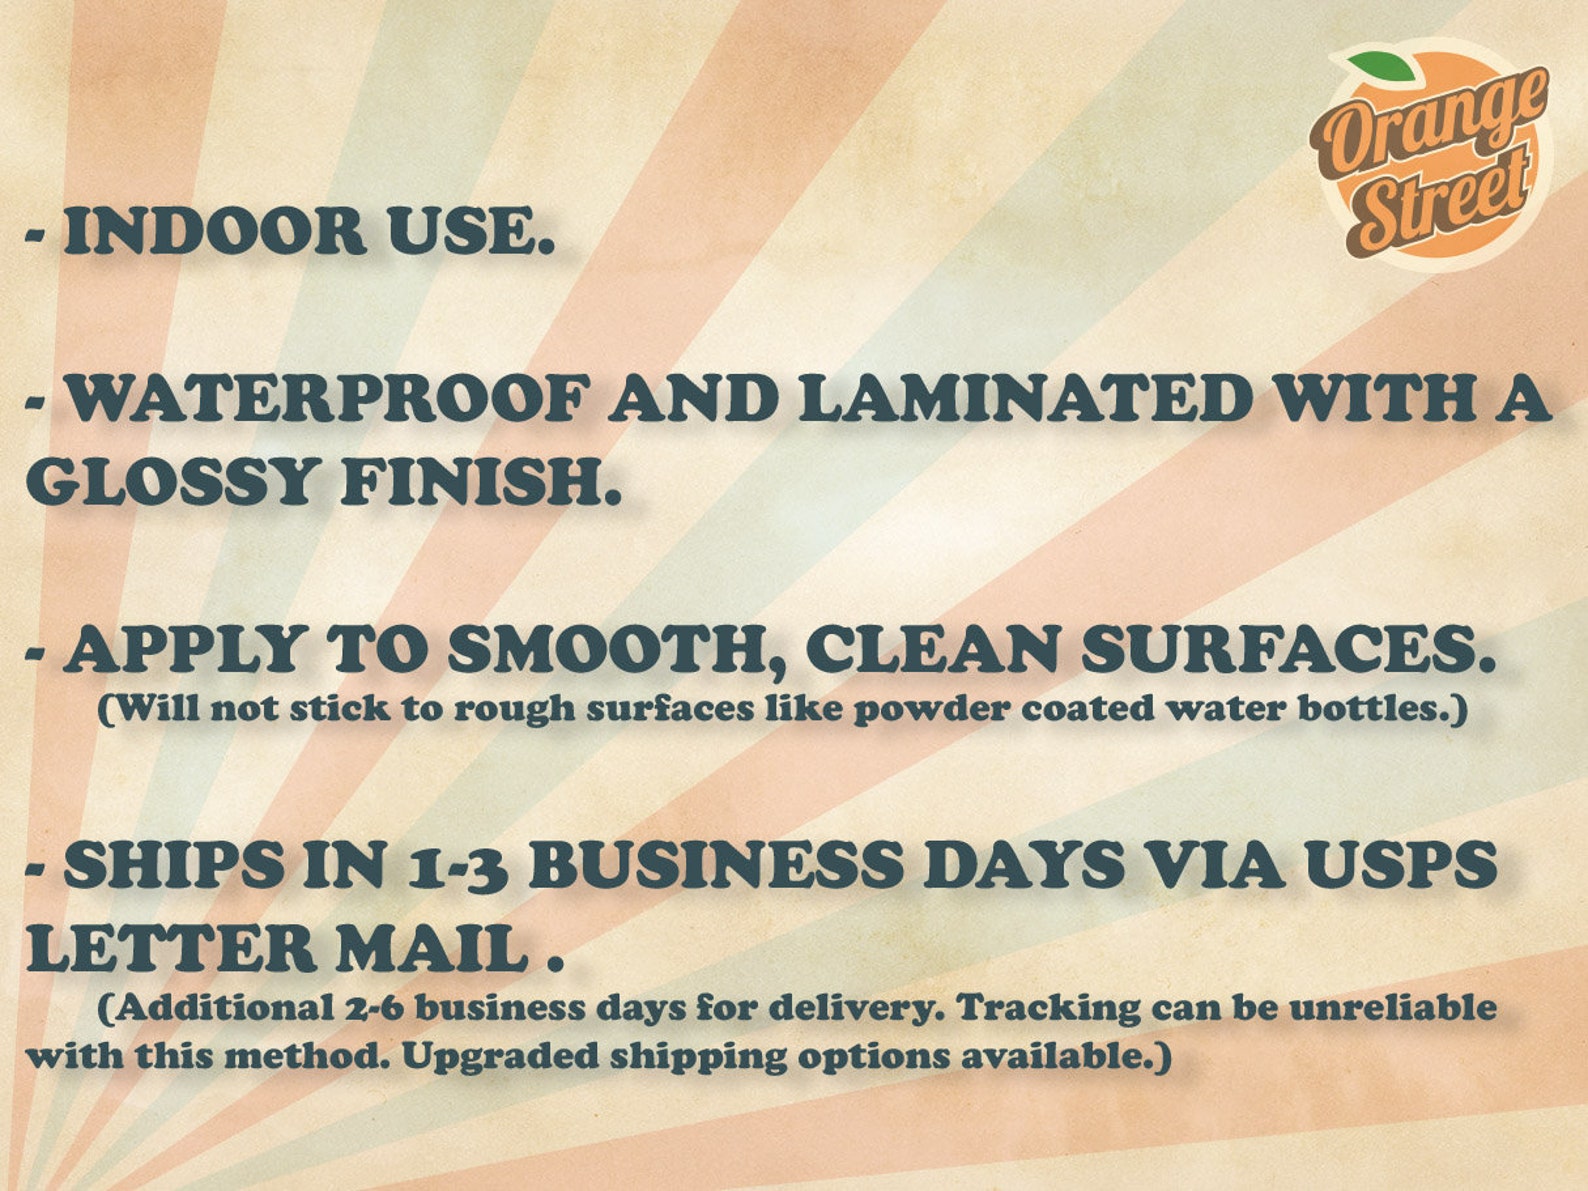 Orange
Street
- INDOOR USE.
- WATERPROOF AND LAMINATED WITH A
GLOSSY FINISH.
- APPLY TO SMOOTH, CLEAN SURFACES.
(Will not stick to rough surfaces like powder coated water bottles.)
- SHIPS IN 1-3 BUSINESS DAYS VIA USPS
LETTER MAIL .
(Additional 2-6 business days for delivery. Tracking can be unreliable
with this method. Upgraded shipping options available.)